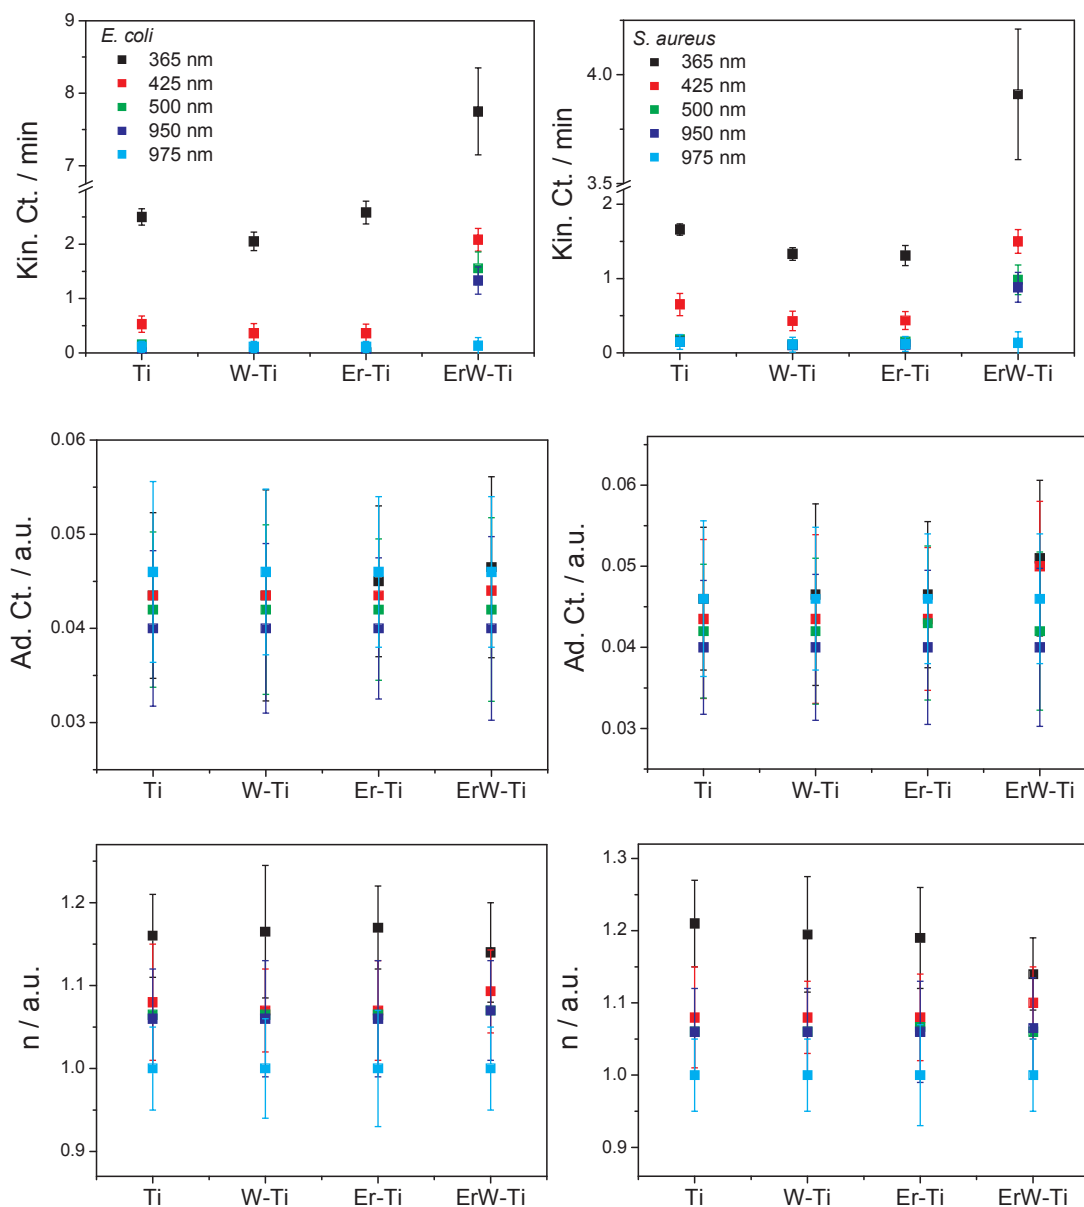 E. coli
365 nm
425 nm
500 nm
950 nm
975 nm
Kin. Ct. / min
9
8
7
2
1
0
Ti
W-Ti
Er-Ti
ErW-Ti
S. aureus
365 nm
425 nm
500 nm
950 nm
975 nm
Kin. Ct. / min
4.0
3.5
2
1
0
Ti
W-Ti
Er-Ti
ErW-Ti
Ad. Ct. / a.u.
0.06
0.05
0.04
0.03
Ti
W-Ti
Er-Ti
ErW-Ti
Ad. Ct. / a.u.
0.06
0.05
0.04
0.03
Ti
W-Ti
Er-Ti
ErW-Ti
n / a.u.
1.2
1.1
1.0
0.9
Ti
W-Ti
Er-Ti
ErW-Ti
n / a.u.
1.3
1.2
1.1
1.0
0.9
Ti
W-Ti
Er-Ti
ErW-Ti